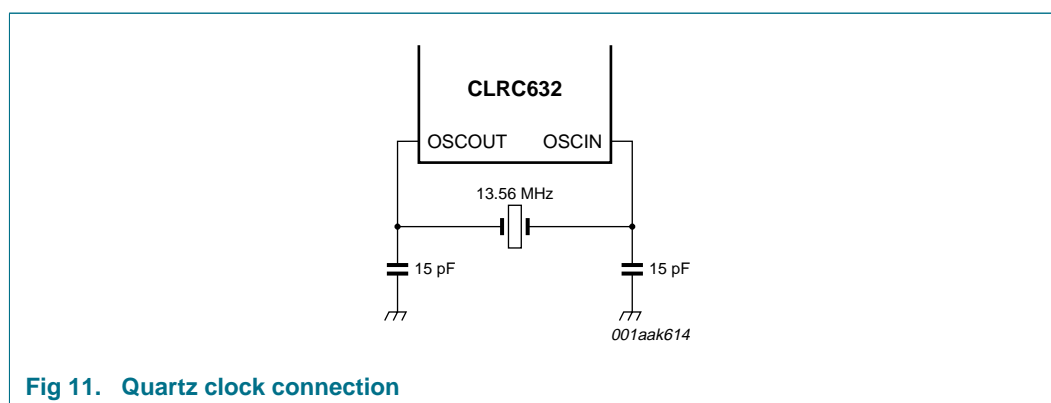 CLRC632
OSCOUT OSCIN
13.56 MHz
15 pF 15 pF
001aak614
Fig 11. Quartz clock connection